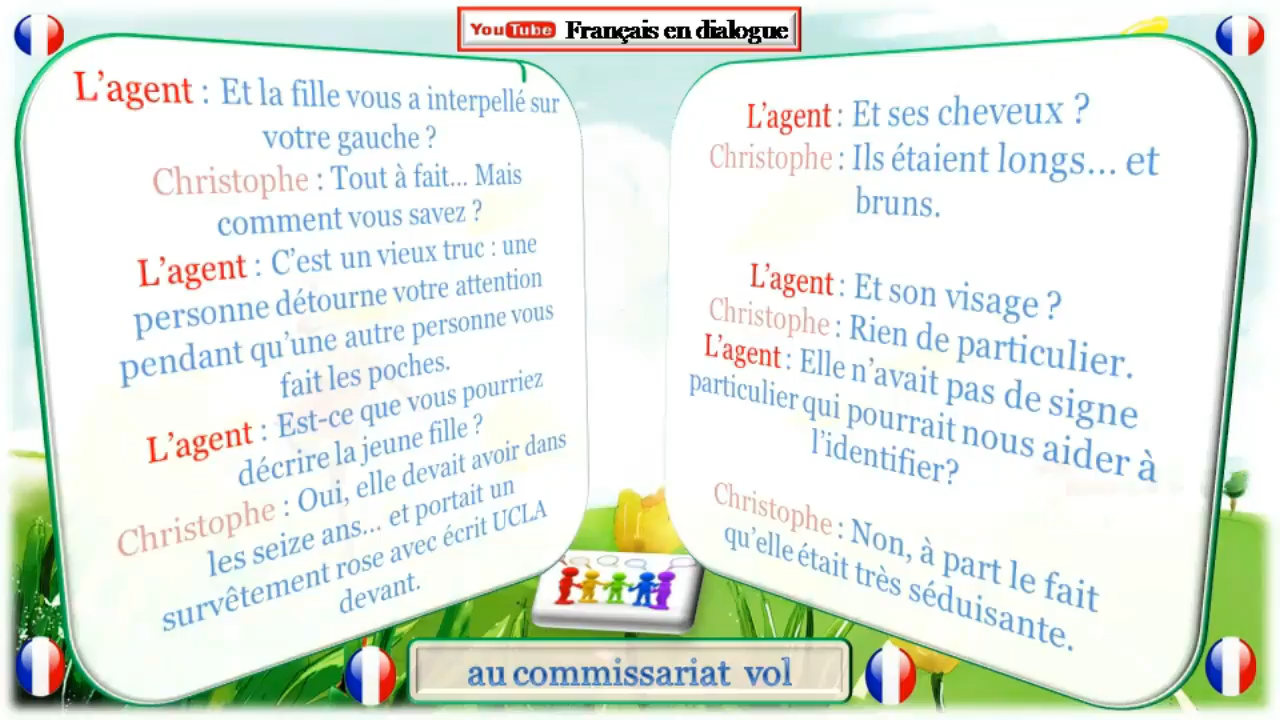 YouTube Français en dialogue
L'agent : Et la fille vous a interpellé sur
votre gauche ?
Christophe : Tout à fait... Mais
comment vous savez ?
L'agent : C'est un vieux truc : une
personne détourne votre attention
pendant qu'une autre personne vous
fait les poches.
L'agent : Est-ce que vous pourriez
décrire la jeune fille ?
Christophe : Oui, elle devait avoir dans
les seize ans... et portait un
survêtement rose avec écrit UCLA
devant.
L'agent : Et ses cheveux ?
Christophe : Ils étaient longs... et
bruns.
L'agent : Et son visage ?
Christophe : Rien de particulier.
L'agent : Elle n'avait pas de signe
particulier qui pourrait nous aider à
l'identifier?
Christophe : Non, à part le fait
qu'elle était très séduisante.
au commissariat vol